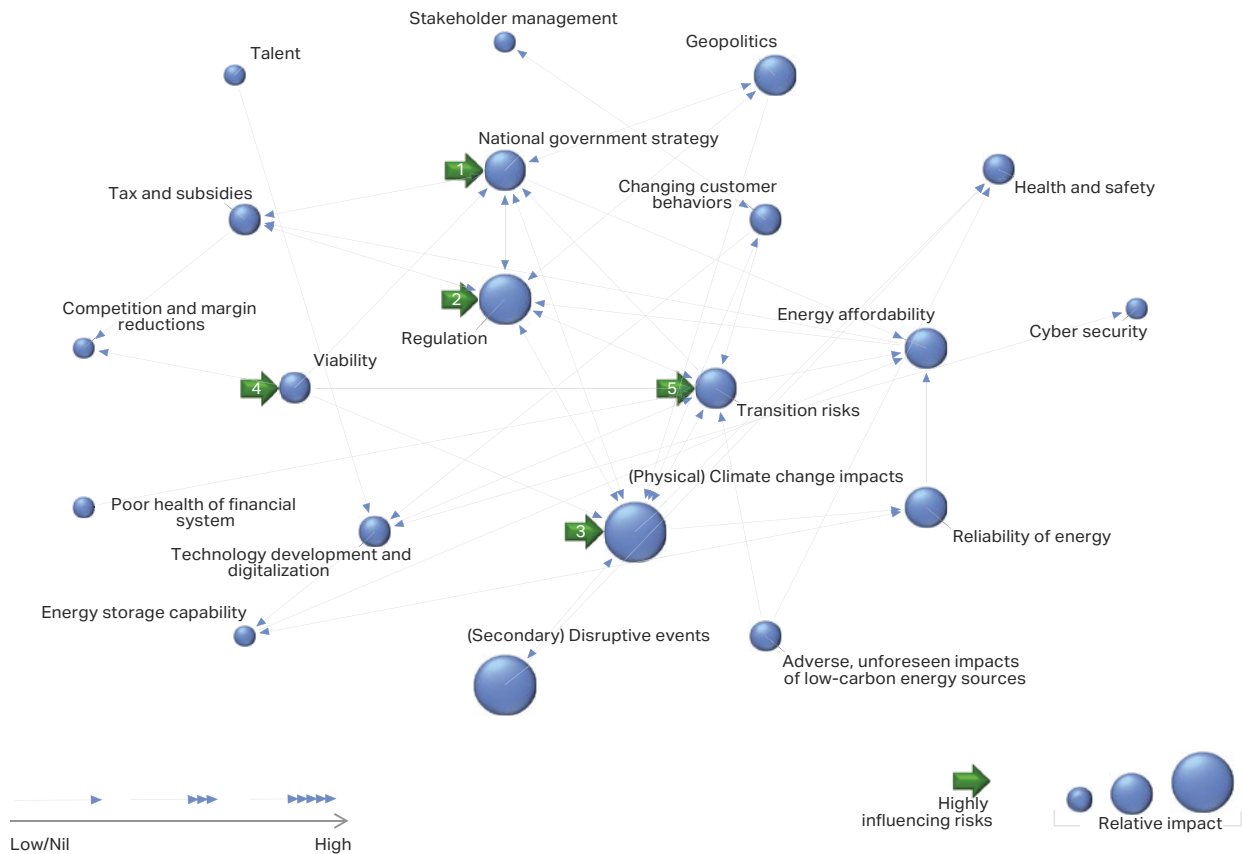 Stakeholder management
Geopolitics
Talent
National government strategy
1
Changing customer
behaviors
Health and safety
Tax and subsidies
2
Regulation
Energy affordability
Cyber security
Competition and margin
reductions
Viability
4
5
Transition risks
(Physical) Climate change impacts
3
Poor health of financial
system
Technology development and
digitalization
Reliability of energy
Energy storage capability
(Secondary) Disruptive events
Adverse, unforeseen impacts
of low-carbon energy sources
Low/Nil
High
Highly
influencing risks
Relative impact